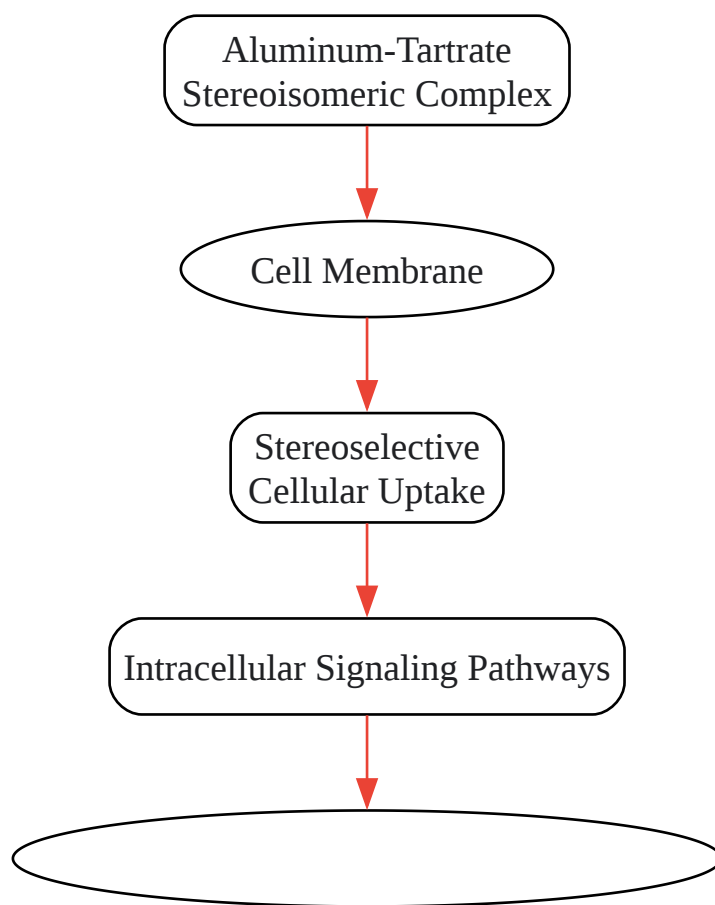 Aluminum-Tartrate
Stereoisomeric Complex
Cell Membrane
Stereoselective
Cellular Uptake
Intracellular Signaling Pathways